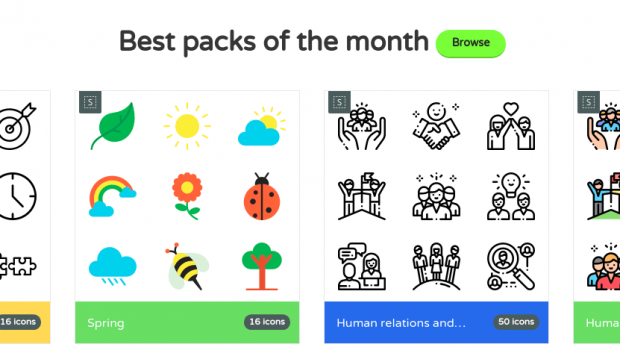 Best packs of the month
Browse
S
S
S
16 icons
Spring
16 icons
Human relations and...
50 icons
Huma